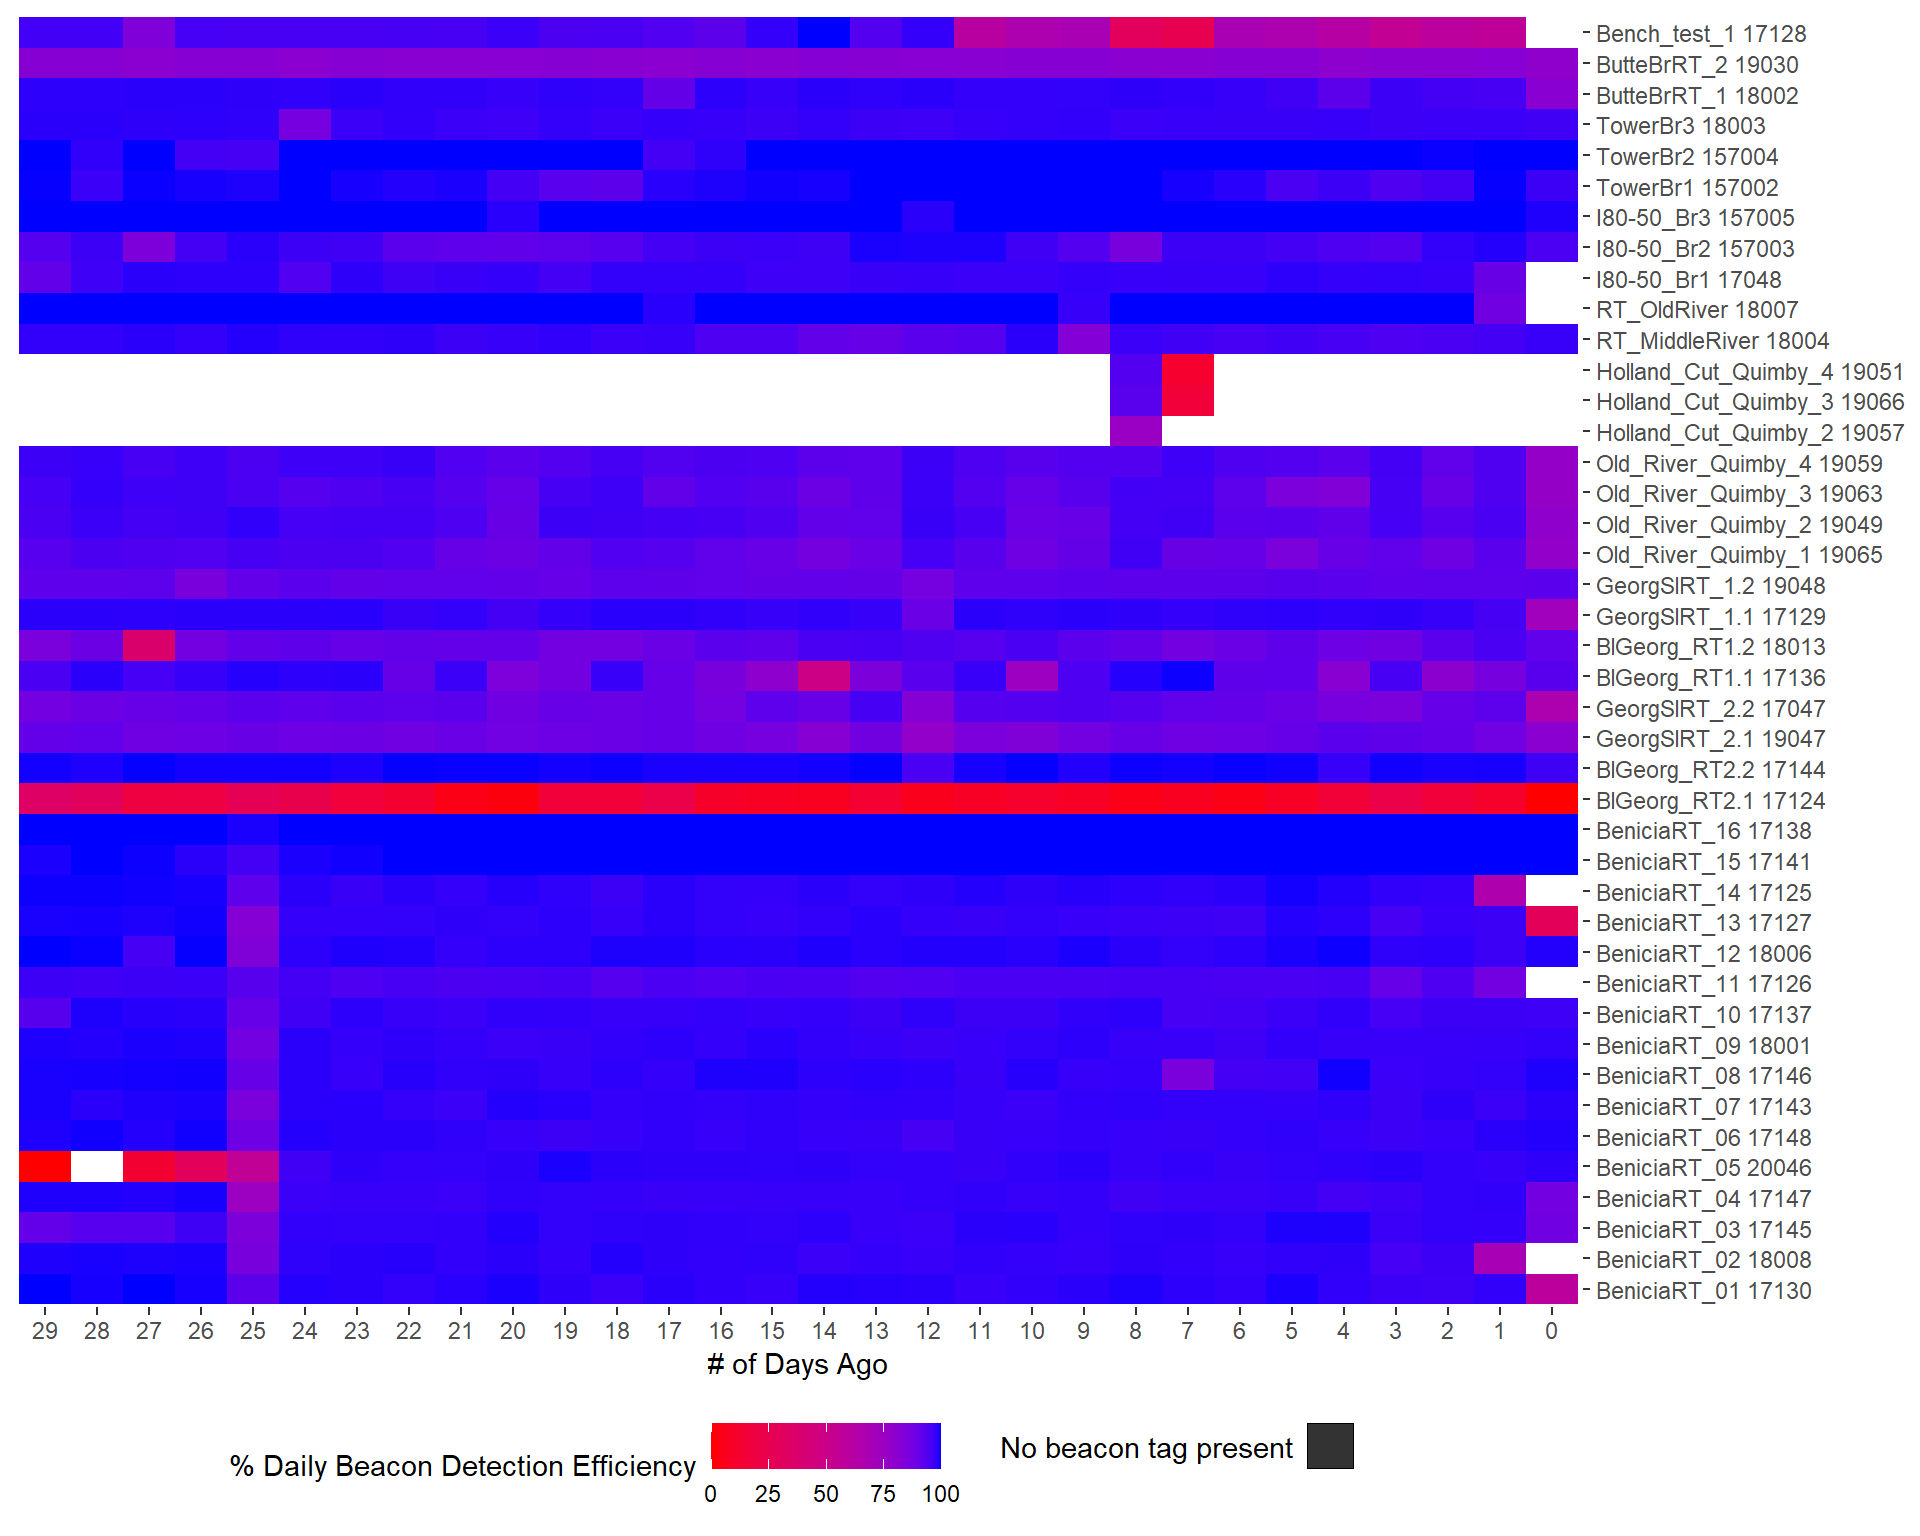 Bench_test_1 17128
ButteBrRT_2 19030
ButteBrRT_1 18002
TowerBr3 18003
TowerBr2 157004
TowerBr1 157002
I80-50_Br3 157005
I80-50_Br2 157003
I80-50_Br1 17048
RT_OldRiver 18007
RT_MiddleRiver 18004
Holland_Cut_Quimby_4 19051
Holland_Cut_Quimby_3 19066
Holland_Cut_Quimby_2 19057
Old_River_Quimby_4 19059
Old_River_Quimby_3 19063
Old_River_Quimby_2 19049
Old_River_Quimby_1 19065
GeorgSlRT_1.2 19048
GeorgSlRT_1.1 17129
BlGeorg_RT1.2 18013
BlGeorg_RT1.1 17136
GeorgSlRT_2.2 17047
GeorgSlRT_2.1 19047
BlGeorg_RT2.2 17144
BlGeorg_RT2.1 17124
BeniciaRT_16 17138
BeniciaRT_15 17141
BeniciaRT_14 17125
BeniciaRT_13 17127
BeniciaRT_12 18006
BeniciaRT_11 17126
BeniciaRT_10 17137
BeniciaRT_09 18001
BeniciaRT_08 17146
BeniciaRT_07 17143
BeniciaRT_06 17148
BeniciaRT_05 20046
BeniciaRT_04 17147
BeniciaRT_03 17145
BeniciaRT_02 18008
BeniciaRT_01 17130
29 28 27 26 25 24 23 22 21 20 19 18 17 16 15 14 13 12 11 10 9 8 7 6 5 4 3 2 1 0
# of Days Ago
% Daily Beacon Detection Efficiency
0 25 50 75 100
No beacon tag present